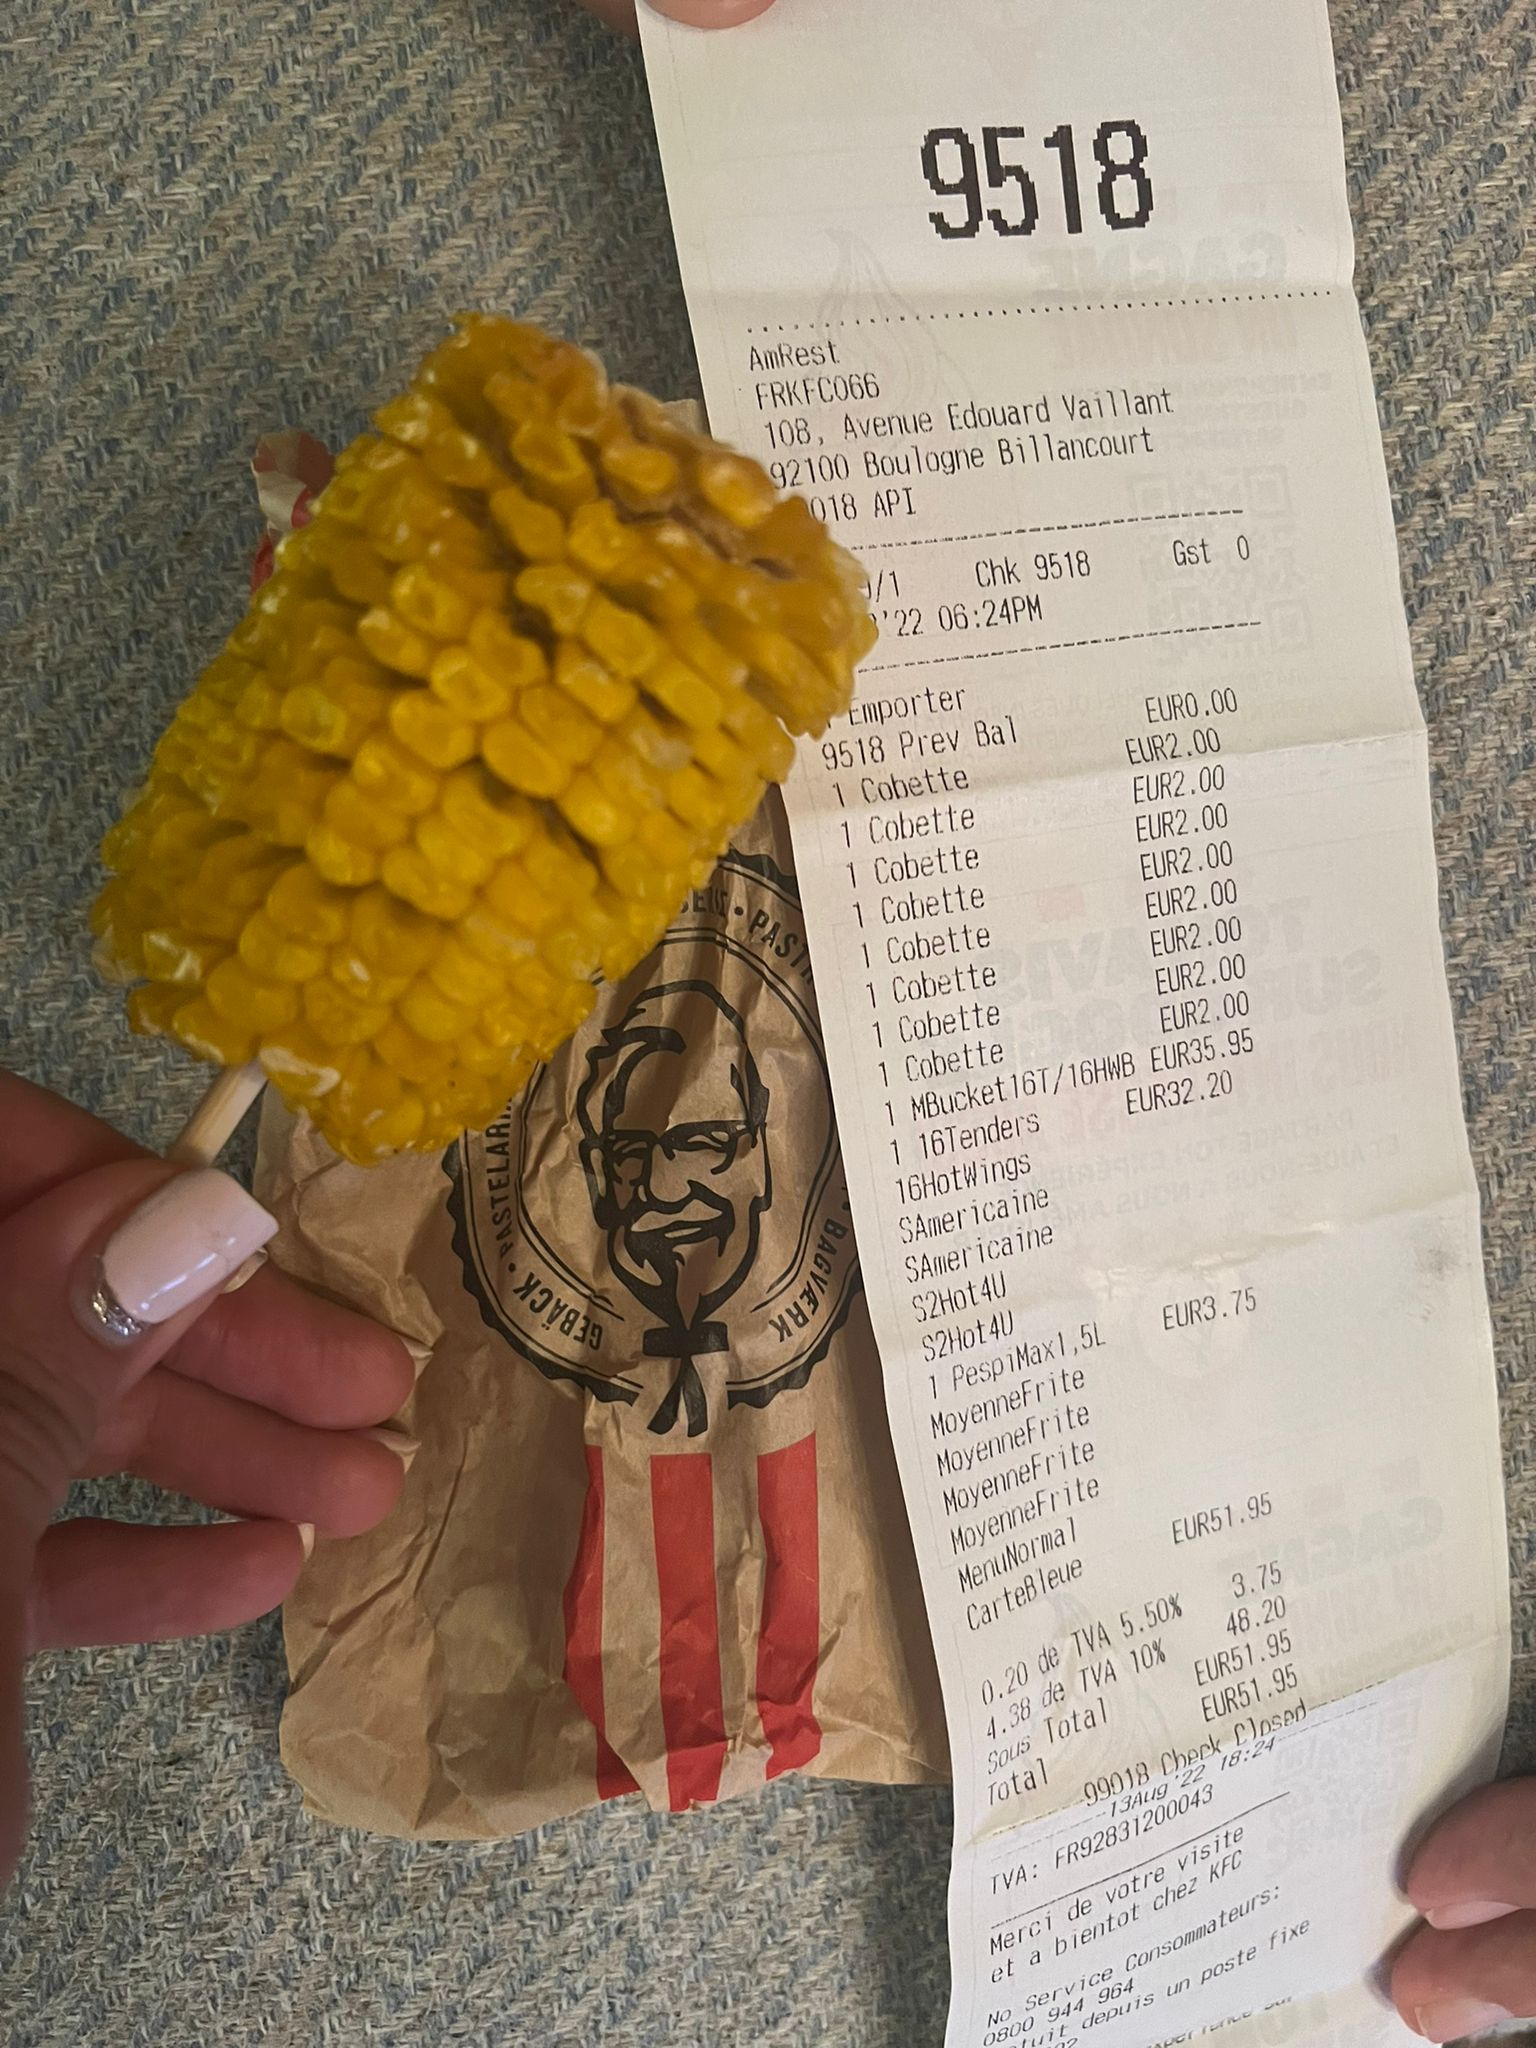 9518
AmRest
FRKFC066
108, Avenue Edouard Vaillant
92100 Boulogne Billancourt
018 API
/1 Chk 9518 Gst 0
'22 06:24PM
Emporter
9518 Prev Bal EUR0.00
1 Cobette EUR2.00
1 Cobette EUR2.00
1 Cobette EUR2.00
1 Cobette EUR2.00
1 Cobette EUR2.00
1 Cobette EUR2.00
1 Cobette EUR2.00
1 Cobette EUR2.00
1 MBucket16T/16HWB EUR35.95
1 16Tenders EUR32.20
16HotWings
SAmericaine
SAmericaine
S2Hot4U
S2Hot4U
1 PespiMax1,5L EUR3.75
MoyenneFrite
MoyenneFrite
MoyenneFrite
MoyenneFrite
MenuNormal
CarteBleue EUR51.95
0.20 de TVA 5.50% 3.75
4.38 de TVA 10% 48.20
Sous Total EUR51.95
Total EUR51.95
99018 Check Closed
13Aug'22 18:24
TVA: FR92831200043
Merci de votre visite
et a bientot chez KFC
No Service Consommateurs:
0800 944 964
tuit depuis un poste fixe
GEBÄCK • PASTELARI
BAGVÆRK